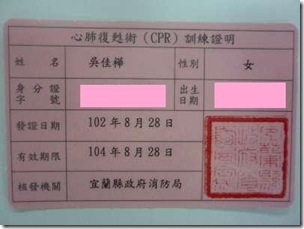 心肺復甦術(CPR)訓練證明
姓名 吳佳樺 性別 女
身分證字號 出生日期
發證日期 102年8月28日
有效期限 104年8月28日
核發機關 宜蘭縣政府消防局